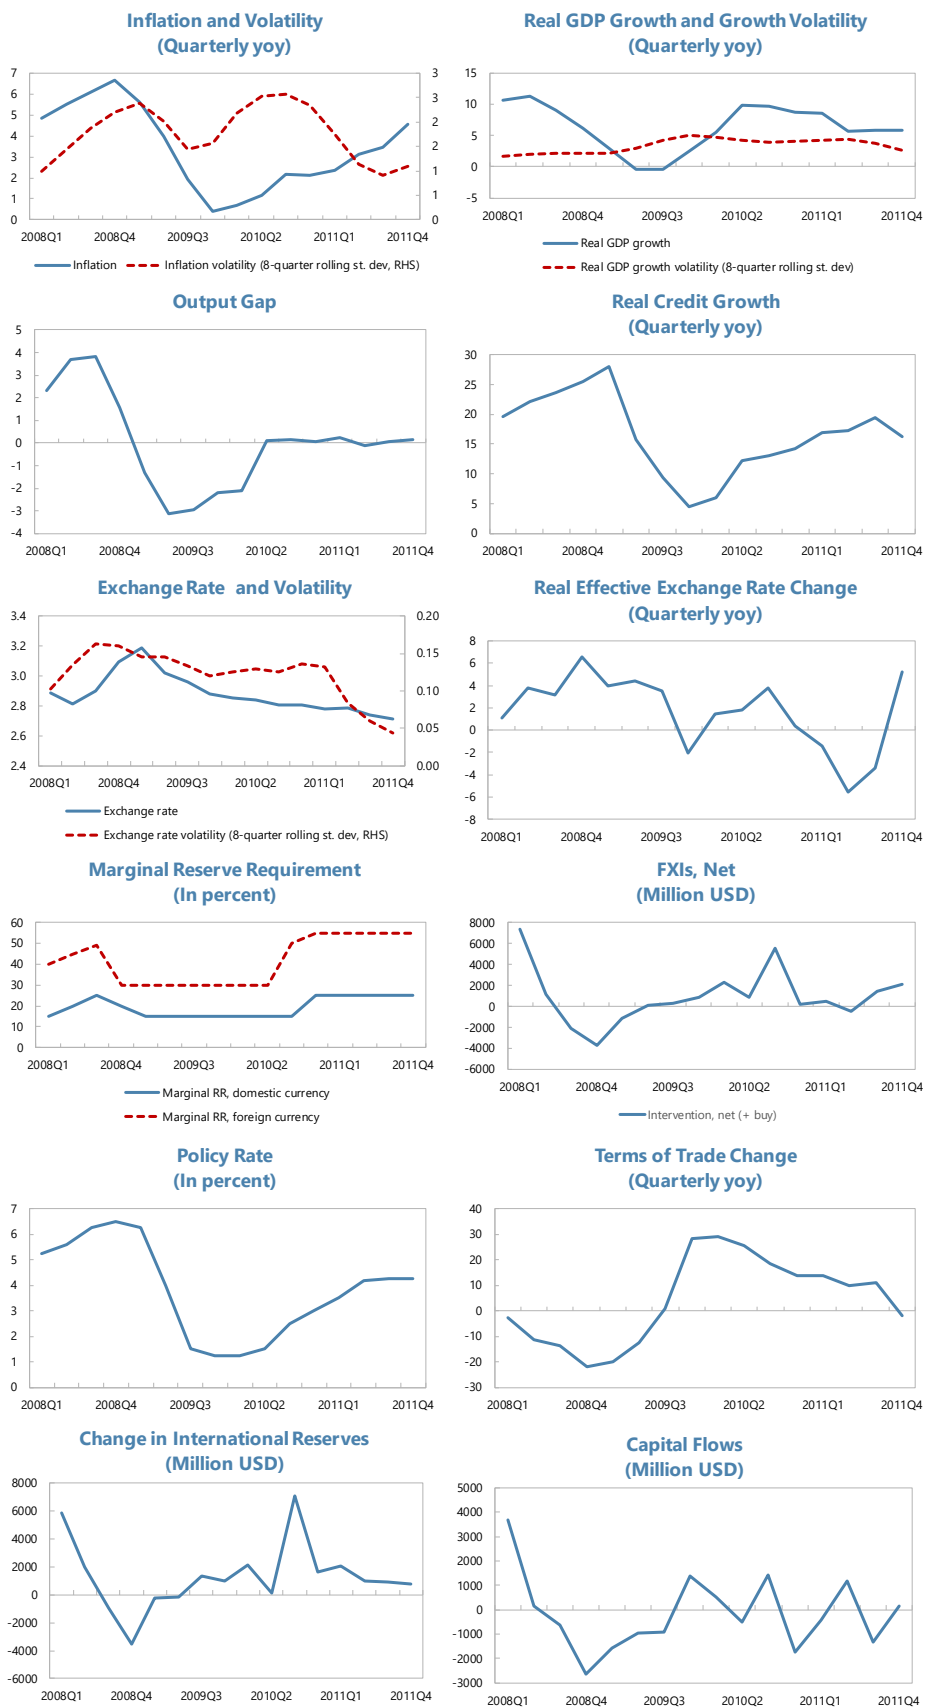 Inflation and Volatility
(Quarterly yoy)
7
6
5
4
3
2
1
0
3
3
2
2
1
1
0
2008Q1 2008Q4 2009Q3 2010Q2 2011Q1 2011Q4
Inflation Inflation volatility (8-quarter rolling st. dev, RHS)
Real GDP Growth and Growth Volatility
(Quarterly yoy)
15
10
5
0
-5
2008Q1 2008Q4 2009Q3 2010Q2 2011Q1 2011Q4
Real GDP growth
Real GDP growth volatility (8-quarter rolling st. dev)
Output Gap
5
4
3
2
1
0
-1
-2
-3
-4
2008Q1 2008Q4 2009Q3 2010Q2 2011Q1 2011Q4
Real Credit Growth
(Quarterly yoy)
30
25
20
15
10
5
0
2008Q1 2008Q4 2009Q3 2010Q2 2011Q1 2011Q4
Exchange Rate and Volatility
3.4
3.2
3.0
2.8
2.6
2.4
0.20
0.15
0.10
0.05
0.00
2008Q1 2008Q4 2009Q3 2010Q2 2011Q1 2011Q4
Exchange rate
Exchange rate volatility (8-quarter rolling st. dev, RHS)
Real Effective Exchange Rate Change
(Quarterly yoy)
8
6
4
2
0
-2
-4
-6
-8
2008Q1 2008Q4 2009Q3 2010Q2 2011Q1 2011Q4
Marginal Reserve Requirement
(In percent)
60
50
40
30
20
10
0
2008Q1 2008Q4 2009Q3 2010Q2 2011Q1 2011Q4
Marginal RR, domestic currency
Marginal RR, foreign currency
FXIs, Net
(Million USD)
8000
6000
4000
2000
0
-2000
-4000
-6000
2008Q1 2008Q4 2009Q3 2010Q2 2011Q1 2011Q4
Intervention, net (+ buy)
Policy Rate
(In percent)
7
6
5
4
3
2
1
0
2008Q1 2008Q4 2009Q3 2010Q2 2011Q1 2011Q4
Terms of Trade Change
(Quarterly yoy)
40
30
20
10
0
-10
-20
-30
2008Q1 2008Q4 2009Q3 2010Q2 2011Q1 2011Q4
Change in International Reserves
(Million USD)
8000
6000
4000
2000
0
-2000
-4000
-6000
2008Q1 2008Q4 2009Q3 2010Q2 2011Q1 2011Q4
Capital Flows
(Million USD)
5000
4000
3000
2000
1000
0
-1000
-2000
-3000
2008Q1 2008Q4 2009Q3 2010Q2 2011Q1 2011Q4